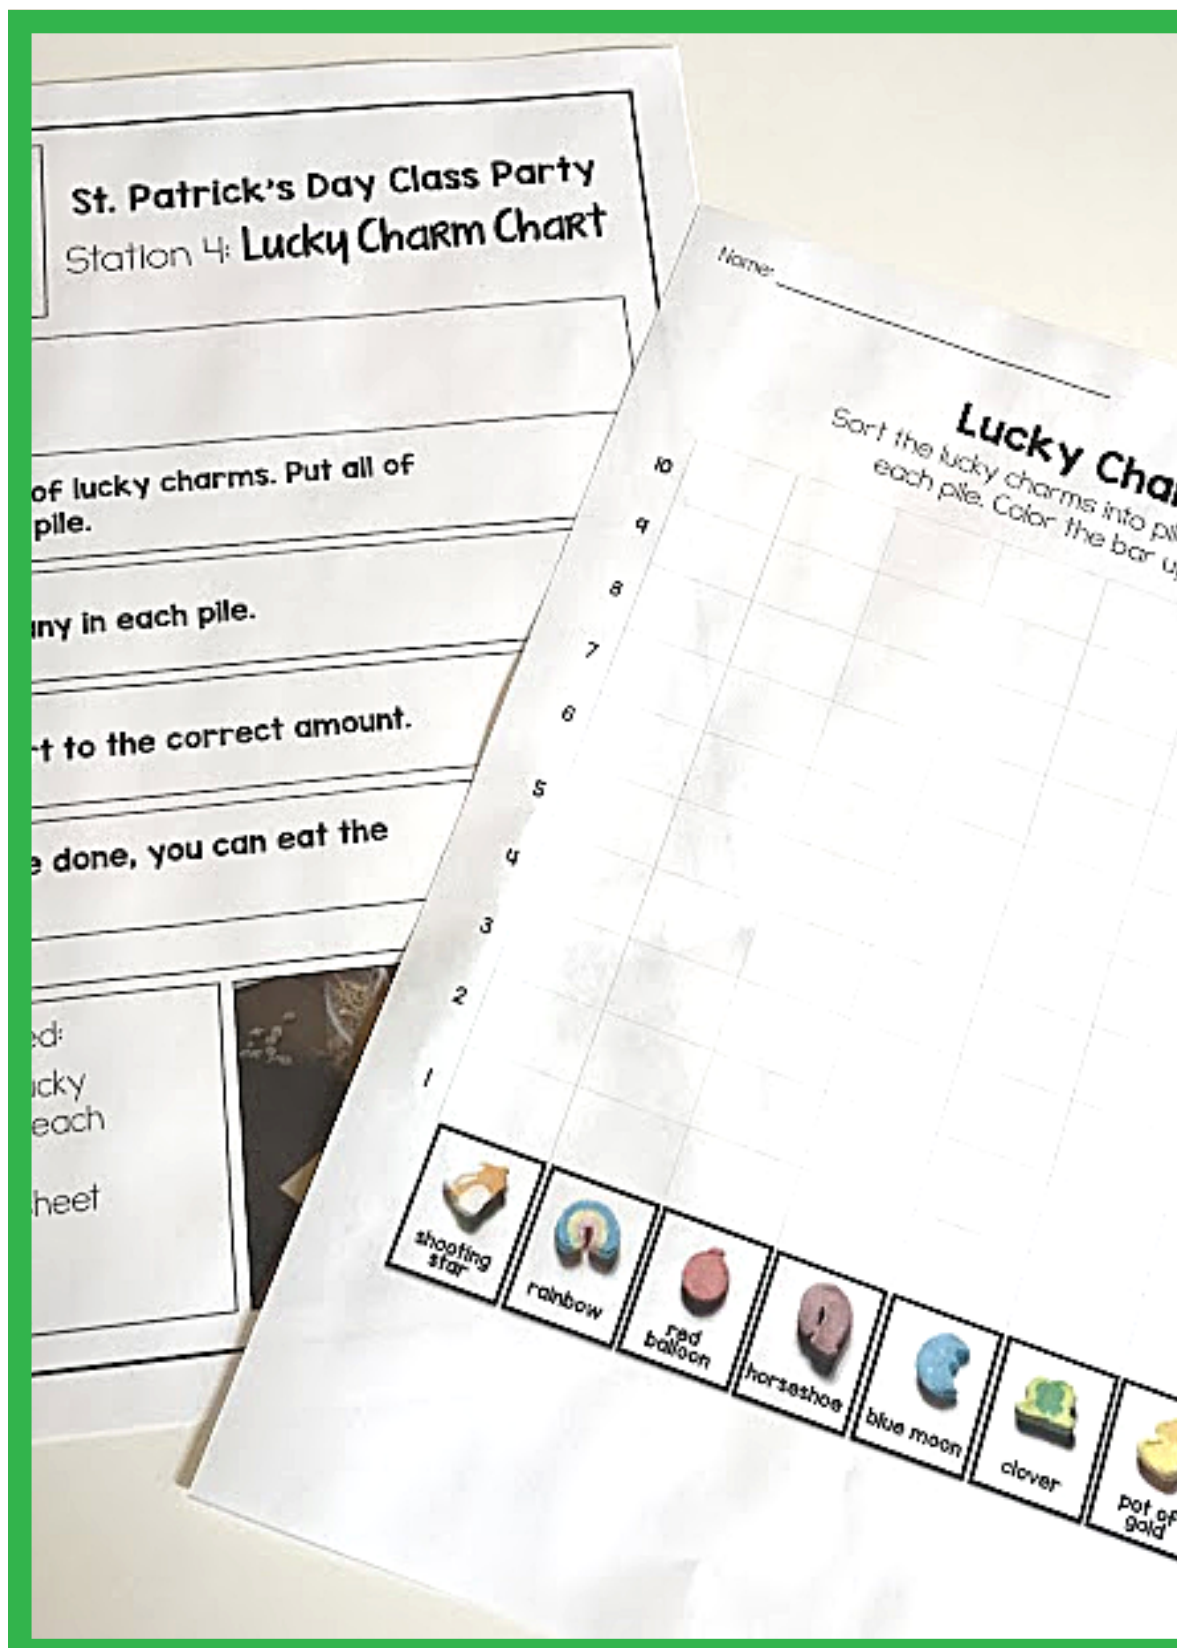 St. Patrick's Day Class Party
Station 4: Lucky Charm Chart
of lucky charms. Put all of
pile.
any in each pile.
t to the correct amount.
done, you can eat the
ed:
ucky
each
heet
Name:
Lucky Cha
Sort the lucky charms into pil
each pile. Color the bar u
10
9
8
7
6
5
4
3
2
1
shooting
star
rainbow
red
balloon
horseshoe
blue moon
clover
pot of
gold